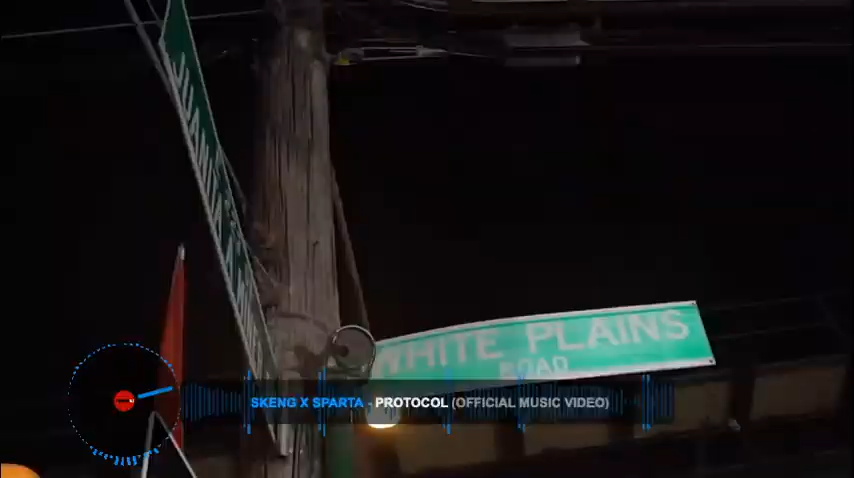 WHITE PLAINS
ROAD
SKENG X SPARTA - PROTOCOL (OFFICIAL MUSIC VIDEO)